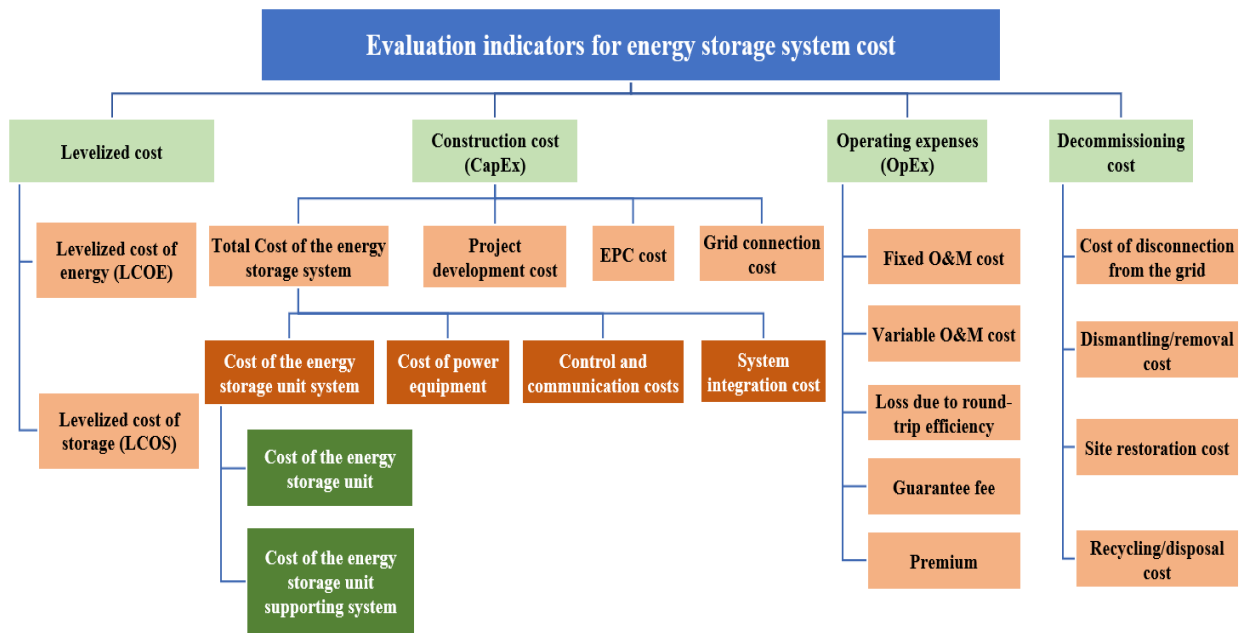 Evaluation indicators for energy storage system cost
Levelized cost
Construction cost
(CapEx)
Operating expenses
(OpEx)
Decommissioning
cost
Levelized cost of
energy (LCOE)
Levelized cost of
storage (LCOS)
Total Cost of the energy
storage system
Project
development cost
EPC cost
Grid connection
cost
Cost of the energy
storage unit system
Cost of power
equipment
Control and
communication costs
System
integration cost
Cost of the energy
storage unit
Cost of the energy
storage unit
supporting system
Fixed O&M cost
Variable O&M cost
Loss due to round-
trip efficiency
Guarantee fee
Premium
Cost of disconnection
from the grid
Dismantling/removal
cost
Site restoration cost
Recycling/disposal
cost